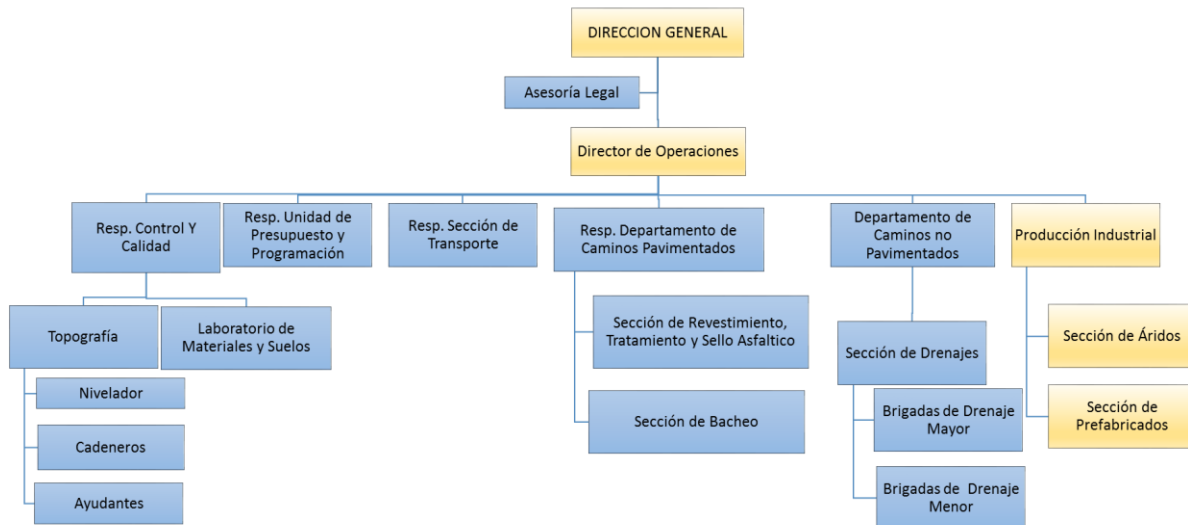 DIRECCION GENERAL
Asesoría Legal
Director de Operaciones
Resp. Control Y
Calidad
Resp. Unidad de
Presupuesto y
Programación
Resp. Sección de
Transporte
Resp. Departamento de
Caminos Pavimentados
Departamento de
Caminos no
Pavimentados
Producción Industrial
Topografía
Laboratorio de
Materiales y Suelos
Nivelador
Cadeneros
Ayudantes
Sección de Revestimiento,
Tratamiento y Sello Asfaltico
Sección de Bacheo
Sección de Drenajes
Brigadas de Drenaje
Mayor
Brigadas de Drenaje
Menor
Sección de Áridos
Sección de
Prefabricados